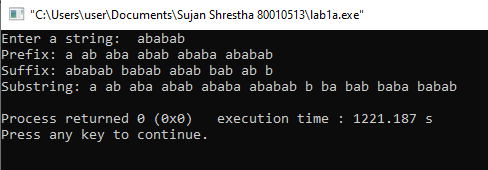 "C:\Users\user\Documents\Sujan Shrestha 80010513\lab1a.exe"
Enter a string:  ababab
Prefix: a ab aba abab ababa ababab
Suffix: ababab babab abab bab ab b
Substring: a ab aba abab ababa ababab b ba bab baba babab
Process returned 0 (0x0)   execution time : 1221.187 s
Press any key to continue.